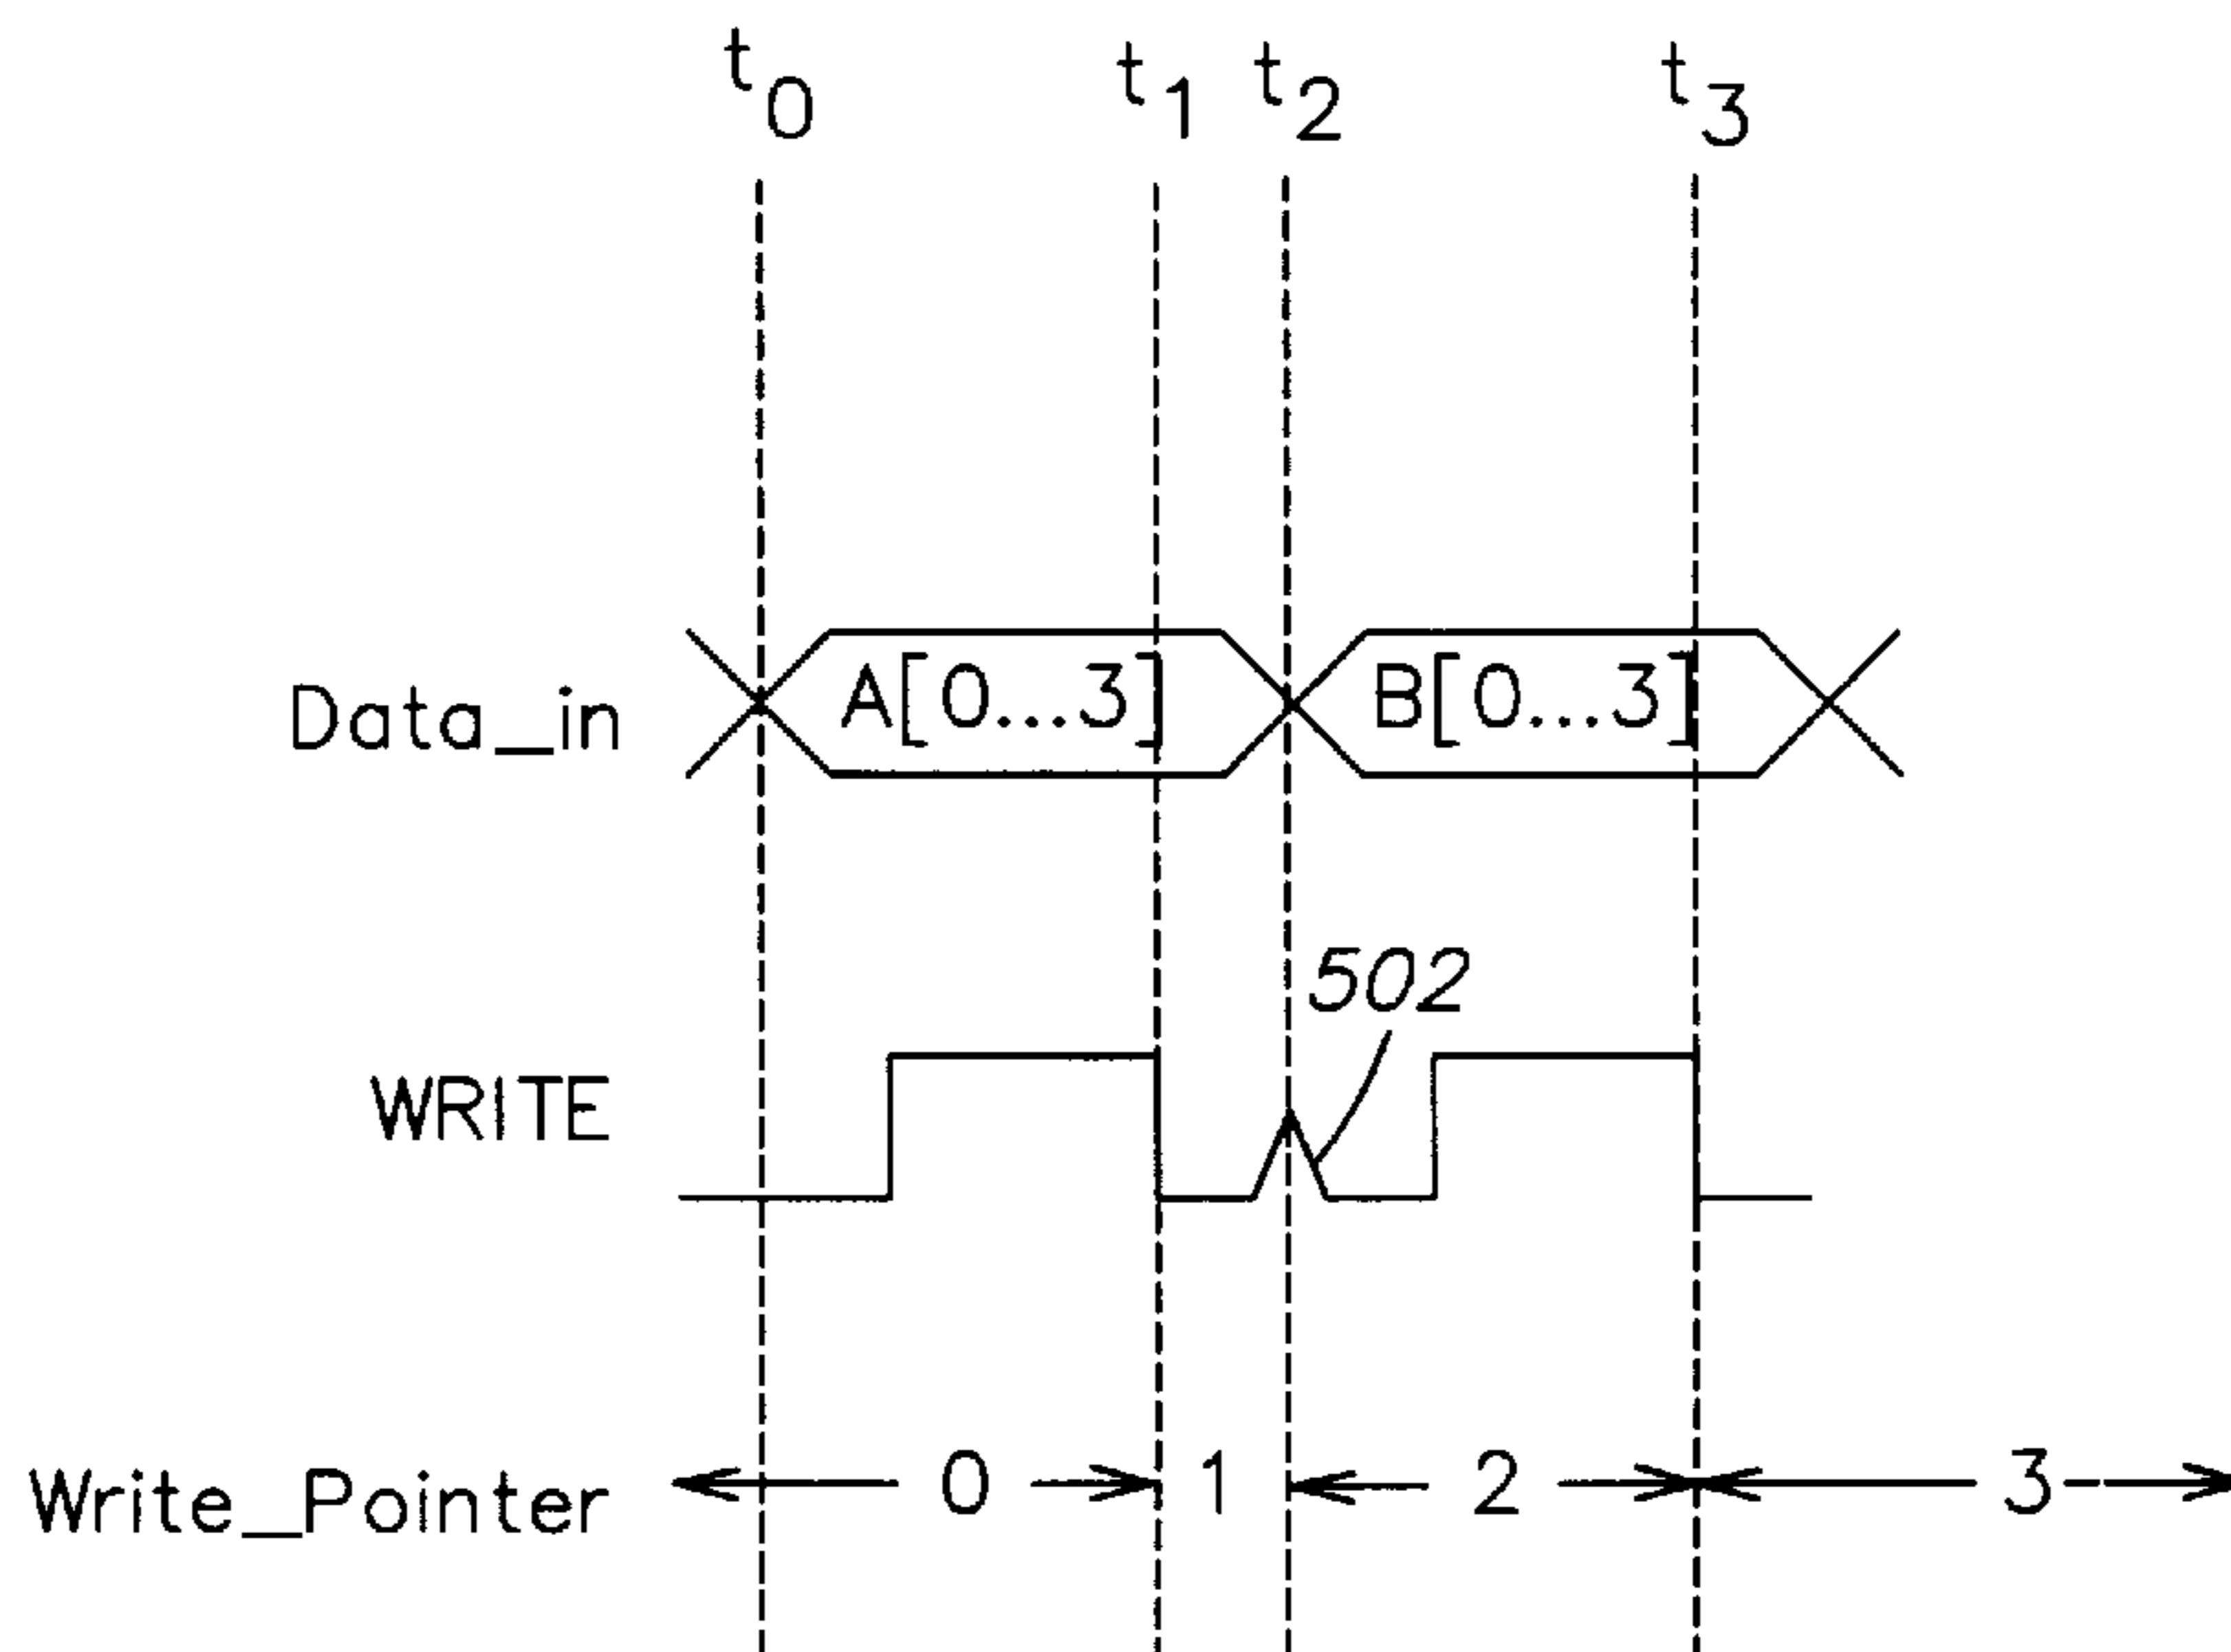 t0 t1 t2 t3
Data_in A[0...3] B[0...3]
502
WRITE
Write_Pointer 0 1 2 3